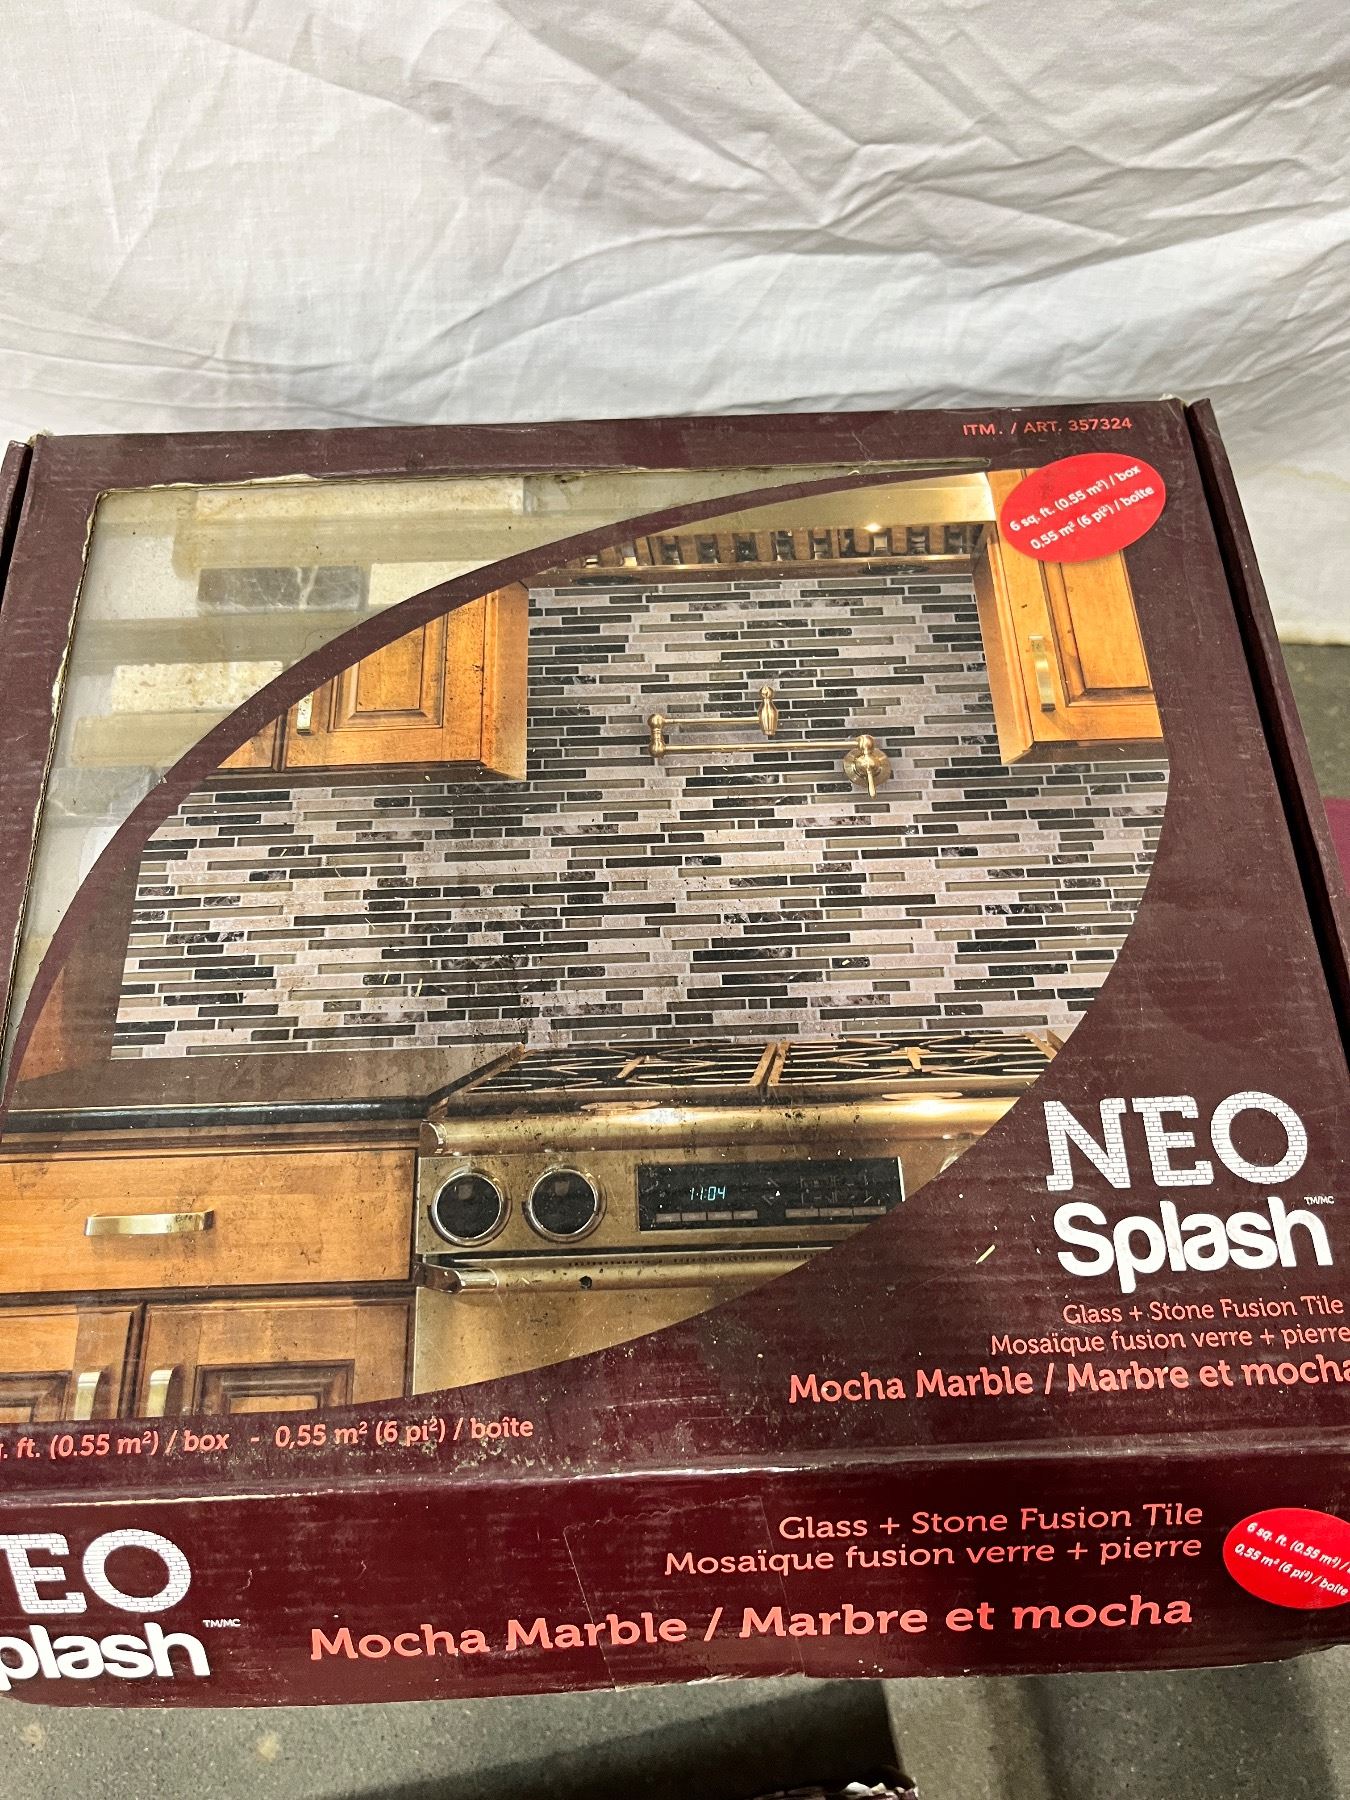 ITM. / ART. 357324
6 sq. ft. (0.55 m²) / box
0,55 m² (6 pi²) / boîte
11:04
NEO
Splash TM/MC
Glass + Stone Fusion Tile
Mosaïque fusion verre + pierre
Mocha Marble / Marbre et mocha
. ft. (0.55 m²) / box - 0,55 m² (6 pi²) / boîte
EO
plash TM/MC
Glass + Stone Fusion Tile
Mosaïque fusion verre + pierre
Mocha Marble / Marbre et mocha
6 sq. ft. (0.55 m²) /
0,55 m² (6 pi²) / boîte